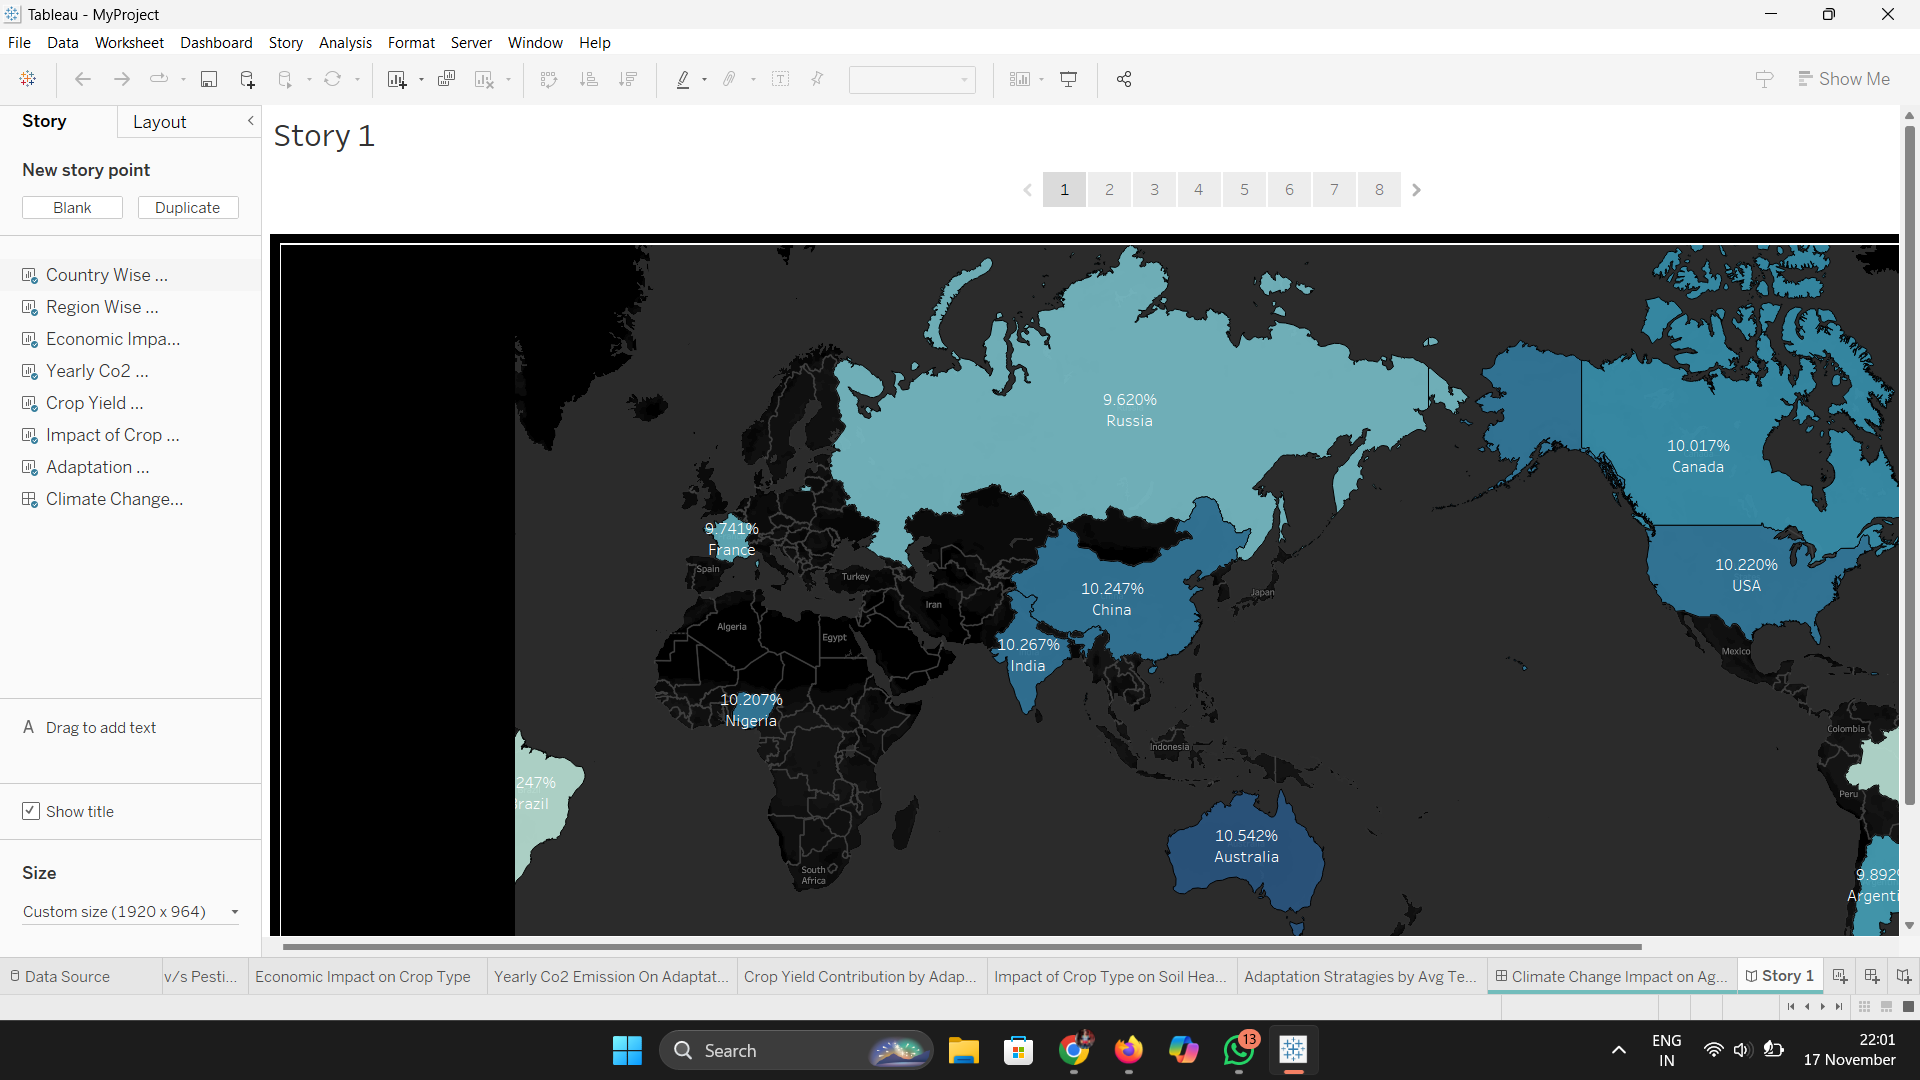 Tableau - MyProject
File Data Worksheet Dashboard Story Analysis Format Server Window Help
Show Me
Story Layout
Story 1
New story point
Blank Duplicate
1 2 3 4 5 6 7 8
Country Wise ...
Region Wise ...
Economic Impa...
Yearly Co2 ...
Crop Yield ...
Impact of Crop ...
Adaptation ...
Climate Change...
9.620%
Russia
10.017%
Canada
9.741%
France
Spain
Turkey
10.247%
China
10.220%
USA
Japan
Iran
Algeria
Egypt
10.267%
India
Mexico
10.207%
Nigeria
Colombia
Indonesia
247%
razil
Peru
10.542%
Australia
South
Africa
9.892%
Argenti
A Drag to add text
Show title
Size
Custom size (1920 x 964)
Data Source v/s Pesti... Economic Impact on Crop Type Yearly Co2 Emission On Adaptat... Crop Yield Contribution by Adap... Impact of Crop Type on Soil Hea... Adaptation Stratagies by Avg Te... Climate Change Impact on Ag... Story 1
Search
13
ENG
IN
22:01
17 November